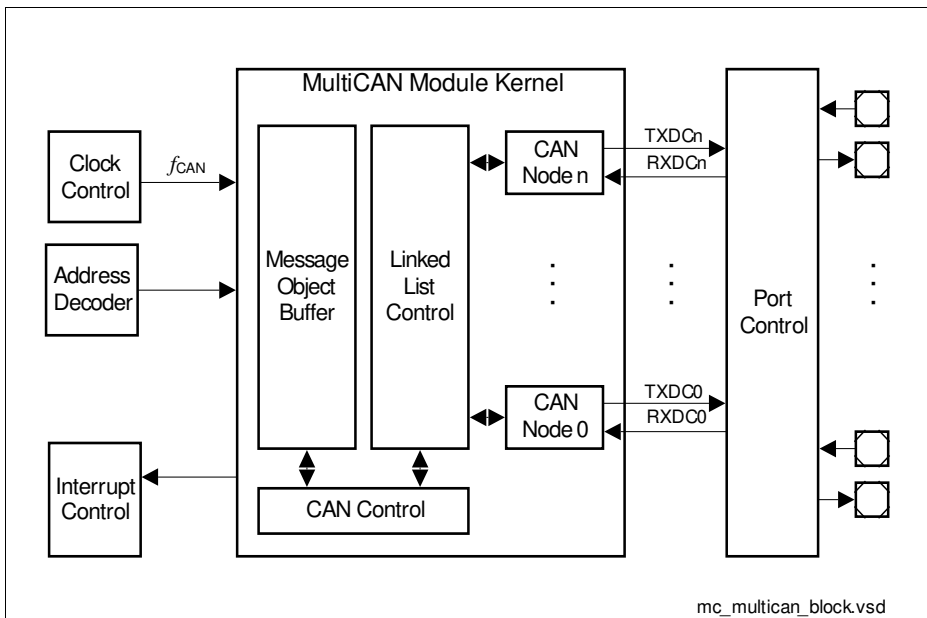 MultiCAN Module Kernel
Clock
Control
fCAN
Address
Decoder
Interrupt
Control
Message
Object
Buffer
Linked
List
Control
CAN Control
CAN
Node n
CAN
Node 0
TXDCn
RXDCn
TXDC0
RXDC0
Port
Control
mc_multican_block.vsd